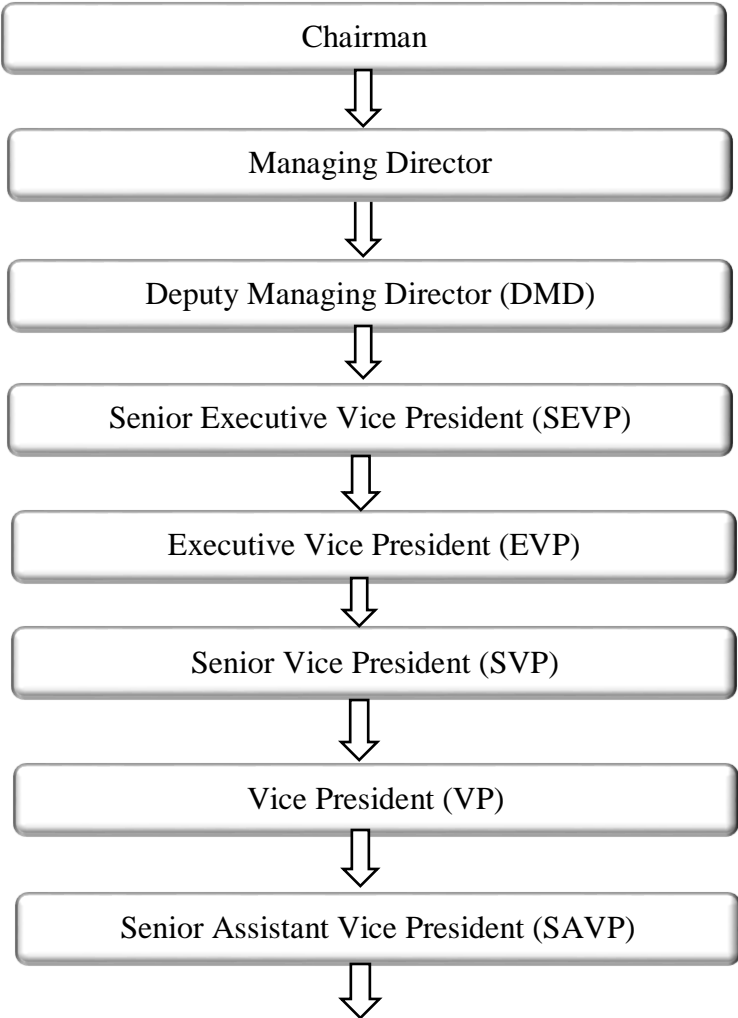 Chairman
Managing Director
Deputy Managing Director (DMD)
Senior Executive Vice President (SEVP)
Executive Vice President (EVP)
Senior Vice President (SVP)
Vice President (VP)
Senior Assistant Vice President (SAVP)